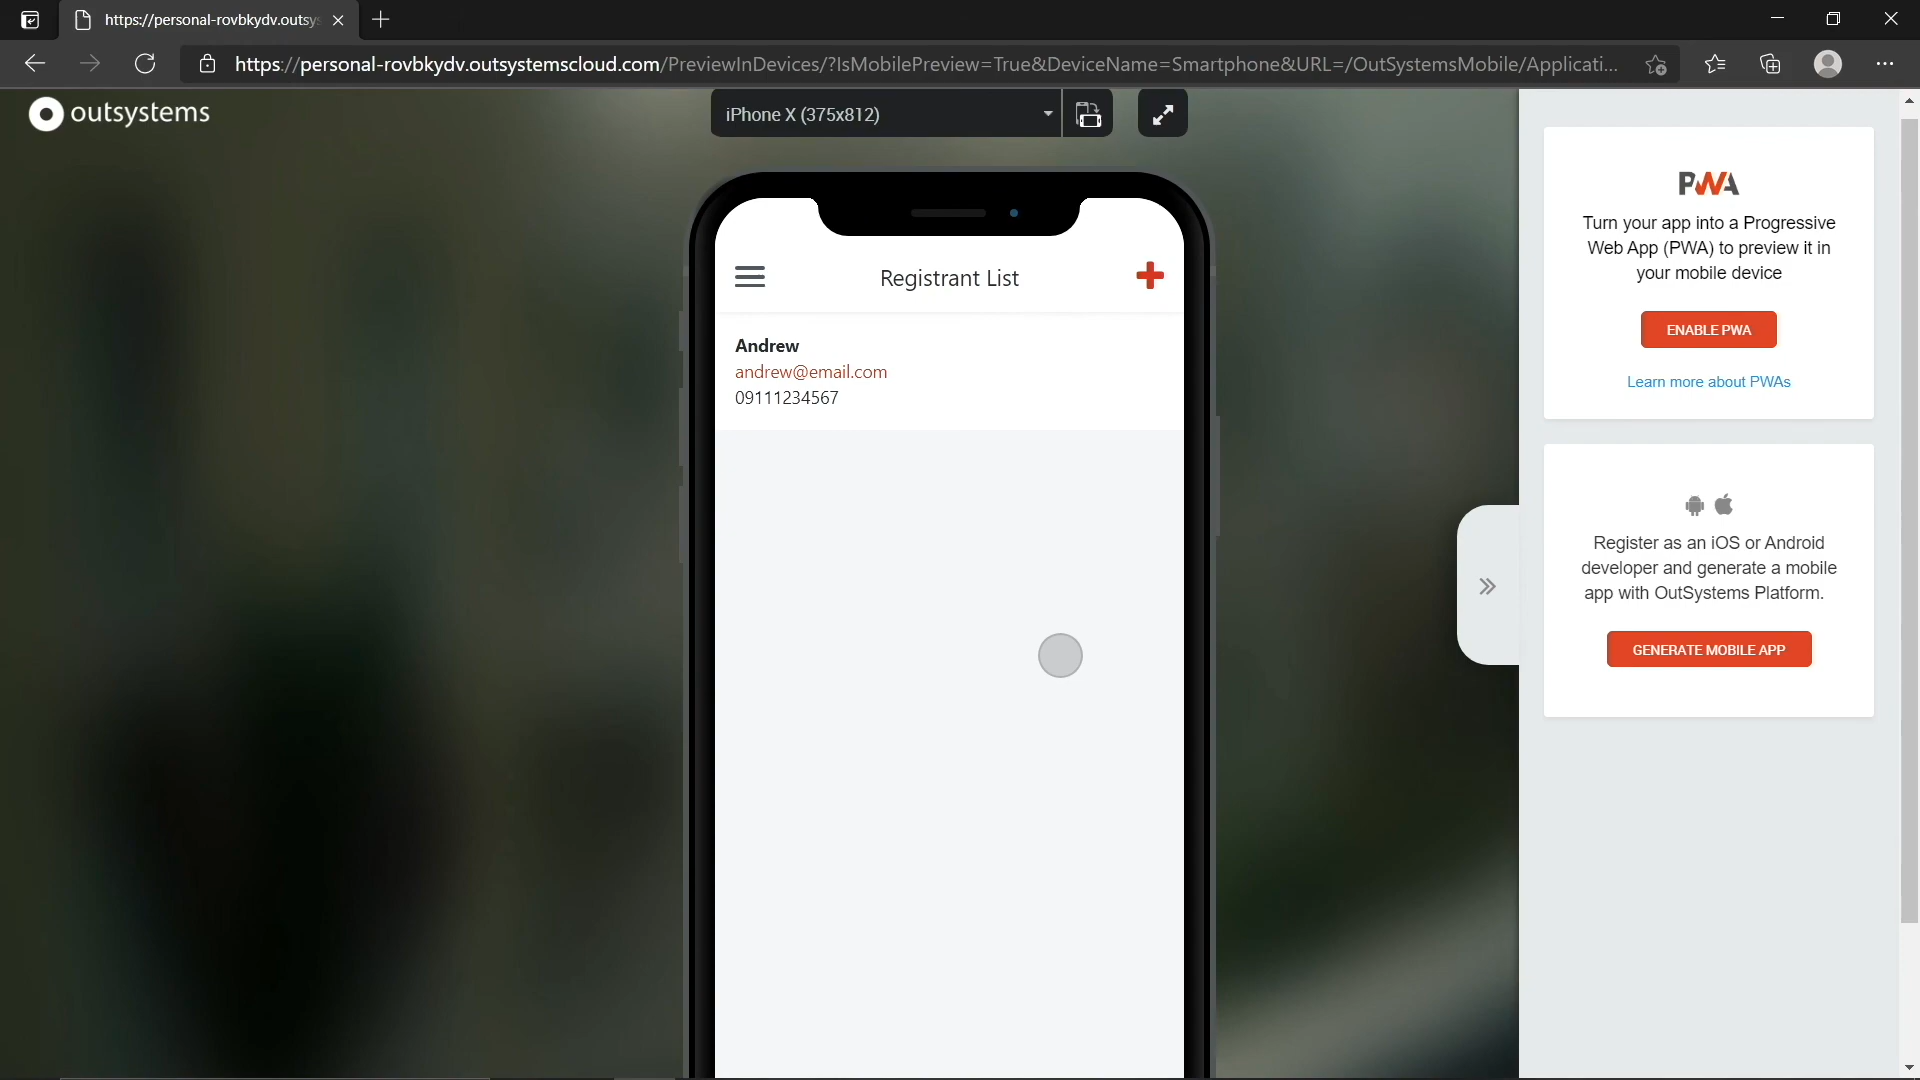 https://personal-rovbkydv.outsys
https://personal-rovbkydv.outsystemscloud.com/PreviewInDevices/?IsMobilePreview=True&DeviceName=Smartphone&URL=/OutSystemsMobile/Applicati...
outsystems
iPhone X (375x812)
Registrant List
Andrew
andrew@email.com
09111234567
PWA
Turn your app into a Progressive
Web App (PWA) to preview it in
your mobile device
ENABLE PWA
Learn more about PWAs
Register as an iOS or Android
developer and generate a mobile
app with OutSystems Platform.
GENERATE MOBILE APP